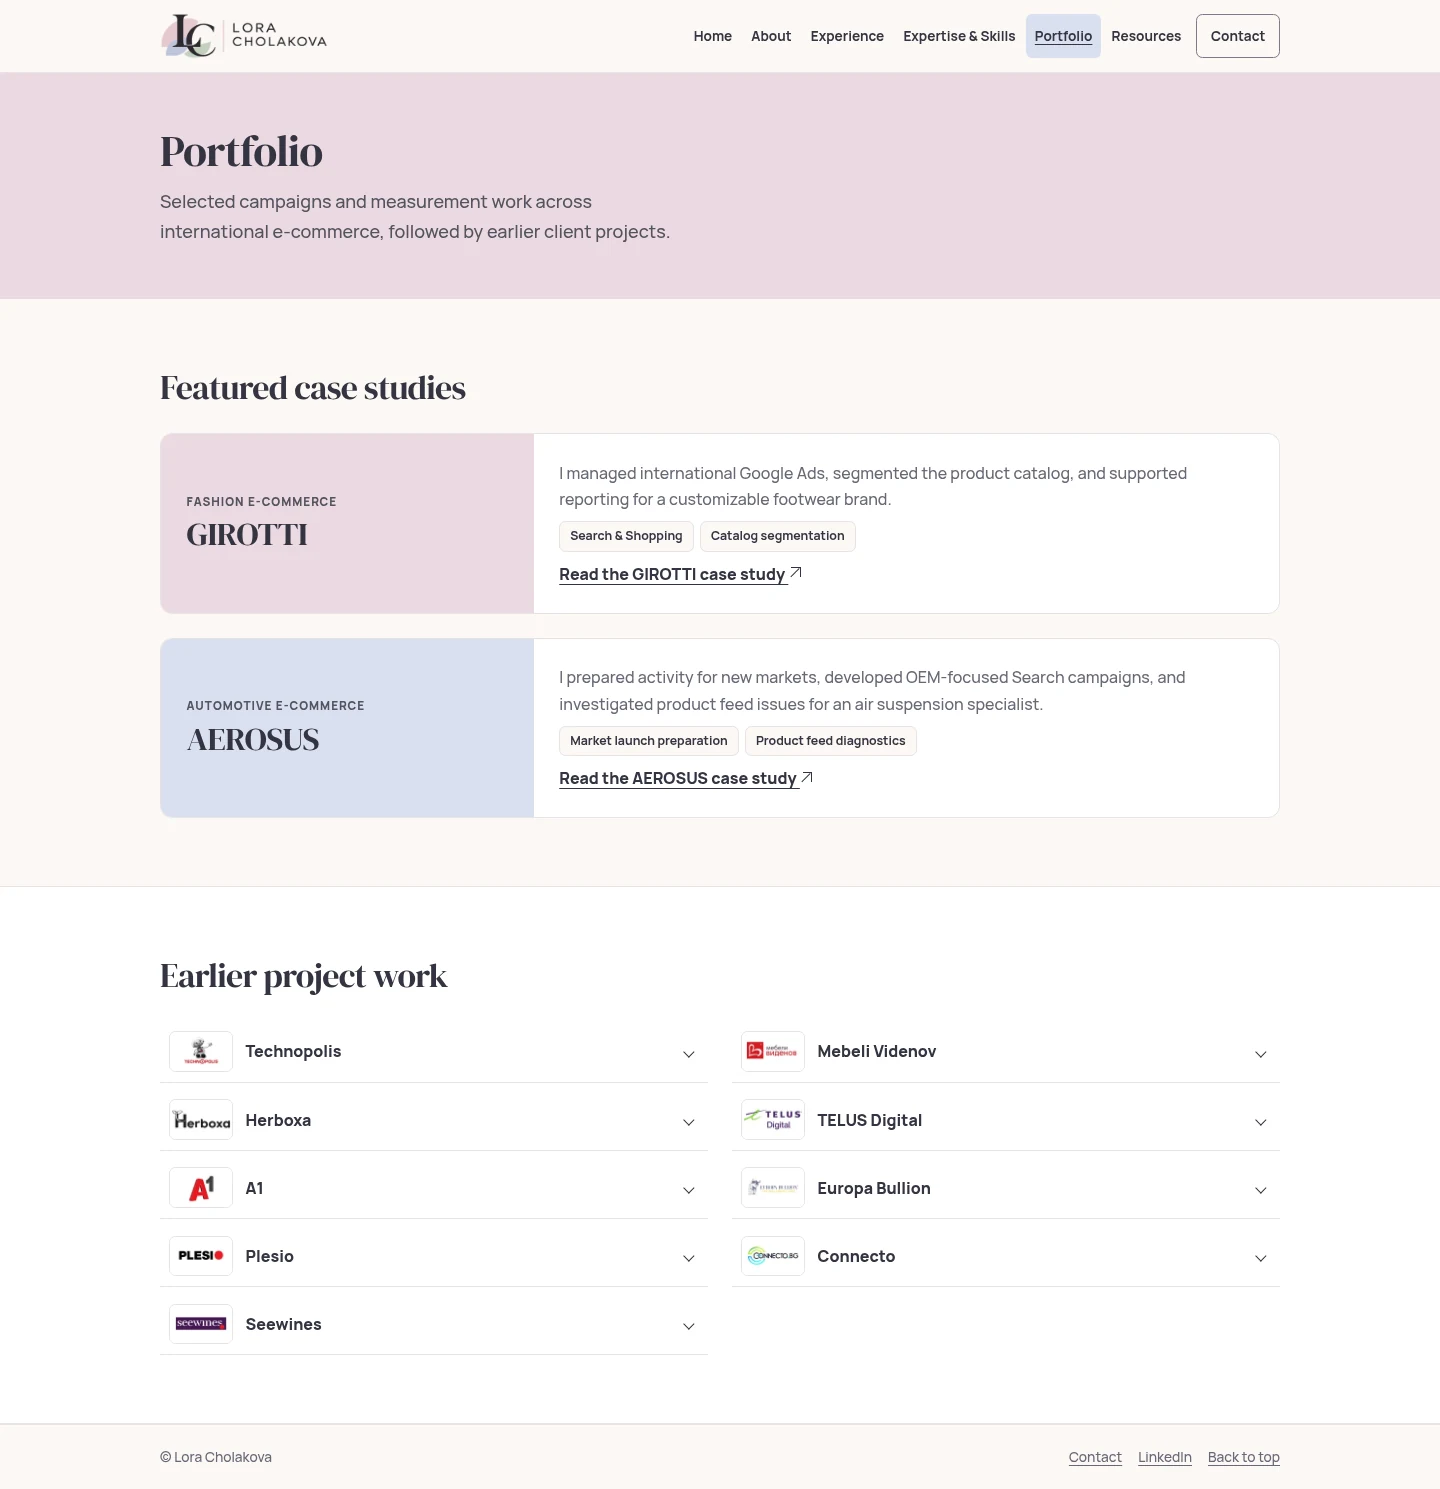 LC
LORA
CHOLAKOVA
Home
About
Experience
Expertise & Skills
Portfolio
Resources
Contact
Portfolio
Selected campaigns and measurement work across
international e-commerce, followed by earlier client projects.
Featured case studies
FASHION E-COMMERCE
GIROTTI
I managed international Google Ads, segmented the product catalog, and supported
reporting for a customizable footwear brand.
Search & Shopping
Catalog segmentation
Read the GIROTTI case study
AUTOMOTIVE E-COMMERCE
AEROSUS
I prepared activity for new markets, developed OEM-focused Search campaigns, and
investigated product feed issues for an air suspension specialist.
Market launch preparation
Product feed diagnostics
Read the AEROSUS case study
Earlier project work
TECHNOPOLIS
Technopolis
мебели
ВИДЕНОВ
Mebeli Videnov
Herboxa
Herboxa
TELUS
Digital
TELUS Digital
A1
A1
EUROPA BULLION
Europa Bullion
PLESIO
Plesio
CONNECTO.BG
Connecto
seewines
Seewines
© Lora Cholakova
Contact
LinkedIn
Back to top